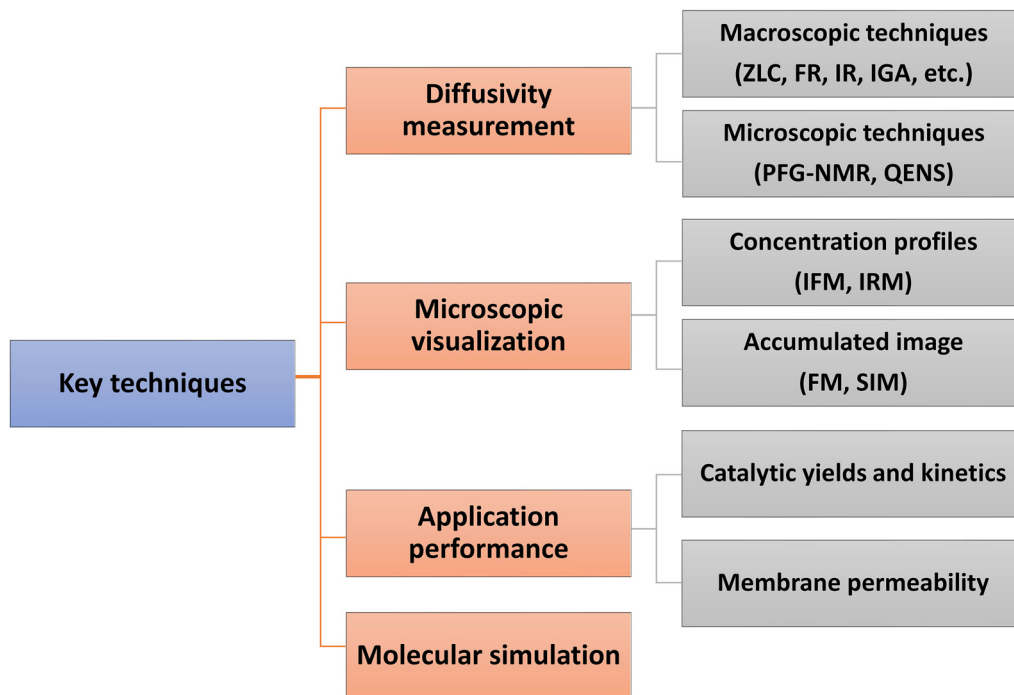 Key techniques
Diffusivity
measurement
Macroscopic techniques
(ZLC, FR, IR, IGA, etc.)
Microscopic techniques
(PFG-NMR, QENS)
Microscopic
visualization
Concentration profiles
(IFM, IRM)
Accumulated image
(FM, SIM)
Application
performance
Catalytic yields and kinetics
Membrane permeability
Molecular simulation